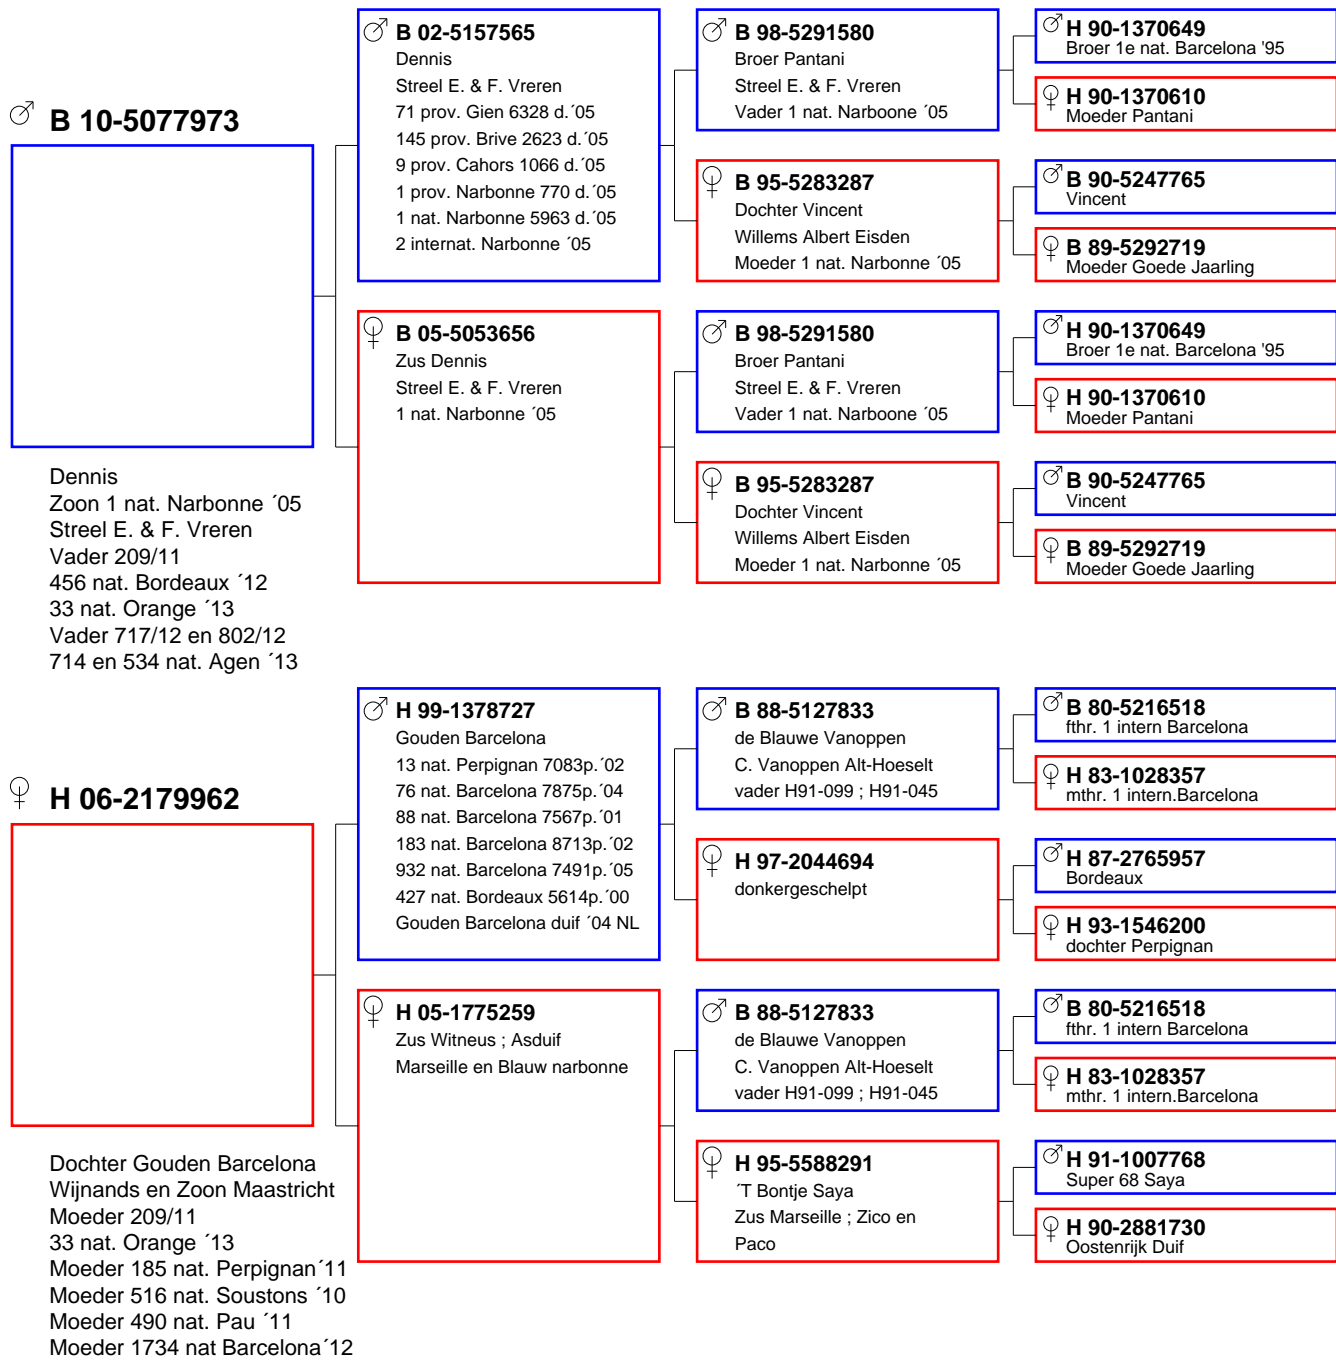 B 10-5077973
Dennis
Zoon 1 nat. Narbonne ´05
Streel E. & F. Vreren
Vader 209/11
456 nat. Bordeaux ´12
33 nat. Orange ´13
Vader 717/12 en 802/12
714 en 534 nat. Agen ´13
B 02-5157565
Dennis
Streel E. & F. Vreren
71 prov. Gien 6328 d.´05
145 prov. Brive 2623 d.´05
9 prov. Cahors 1066 d.´05
1 prov. Narbonne 770 d.´05
1 nat. Narbonne 5963 d.´05
2 internat. Narbonne ´05
B 05-5053656
Zus Dennis
Streel E. & F. Vreren
1 nat. Narbonne ´05
B 98-5291580
Broer Pantani
Streel E. & F. Vreren
Vader 1 nat. Narboone ´05
B 95-5283287
Dochter Vincent
Willems Albert Eisden
Moeder 1 nat. Narbonne ´05
B 98-5291580
Broer Pantani
Streel E. & F. Vreren
Vader 1 nat. Narboone ´05
B 95-5283287
Dochter Vincent
Willems Albert Eisden
Moeder 1 nat. Narbonne ´05
H 90-1370649
Broer 1e nat. Barcelona '95
H 90-1370610
Moeder Pantani
B 90-5247765
Vincent
B 89-5292719
Moeder Goede Jaarling
H 90-1370649
Broer 1e nat. Barcelona '95
H 90-1370610
Moeder Pantani
B 90-5247765
Vincent
B 89-5292719
Moeder Goede Jaarling
H 06-2179962
Dochter Gouden Barcelona
Wijnands en Zoon Maastricht
Moeder 209/11
33 nat. Orange ´13
Moeder 185 nat. Perpignan´11
Moeder 516 nat. Soustons ´10
Moeder 490 nat. Pau ´11
Moeder 1734 nat Barcelona´12
H 99-1378727
Gouden Barcelona
13 nat. Perpignan 7083p.´02
76 nat. Barcelona 7875p.´04
88 nat. Barcelona 7567p.´01
183 nat. Barcelona 8713p.´02
932 nat. Barcelona 7491p.´05
427 nat. Bordeaux 5614p.´00
Gouden Barcelona duif ´04 NL
H 05-1775259
Zus Witneus ; Asduif
Marseille en Blauw narbonne
B 88-5127833
de Blauwe Vanoppen
C. Vanoppen Alt-Hoeselt
vader H91-099 ; H91-045
H 97-2044694
donkergeschelpt
B 88-5127833
de Blauwe Vanoppen
C. Vanoppen Alt-Hoeselt
vader H91-099 ; H91-045
H 95-5588291
´T Bontje Saya
Zus Marseille ; Zico en
Paco
B 80-5216518
fthr. 1 intern Barcelona
H 83-1028357
mthr. 1 intern.Barcelona
H 87-2765957
Bordeaux
H 93-1546200
dochter Perpignan
B 80-5216518
fthr. 1 intern Barcelona
H 83-1028357
mthr. 1 intern.Barcelona
H 91-1007768
Super 68 Saya
H 90-2881730
Oostenrijk Duif